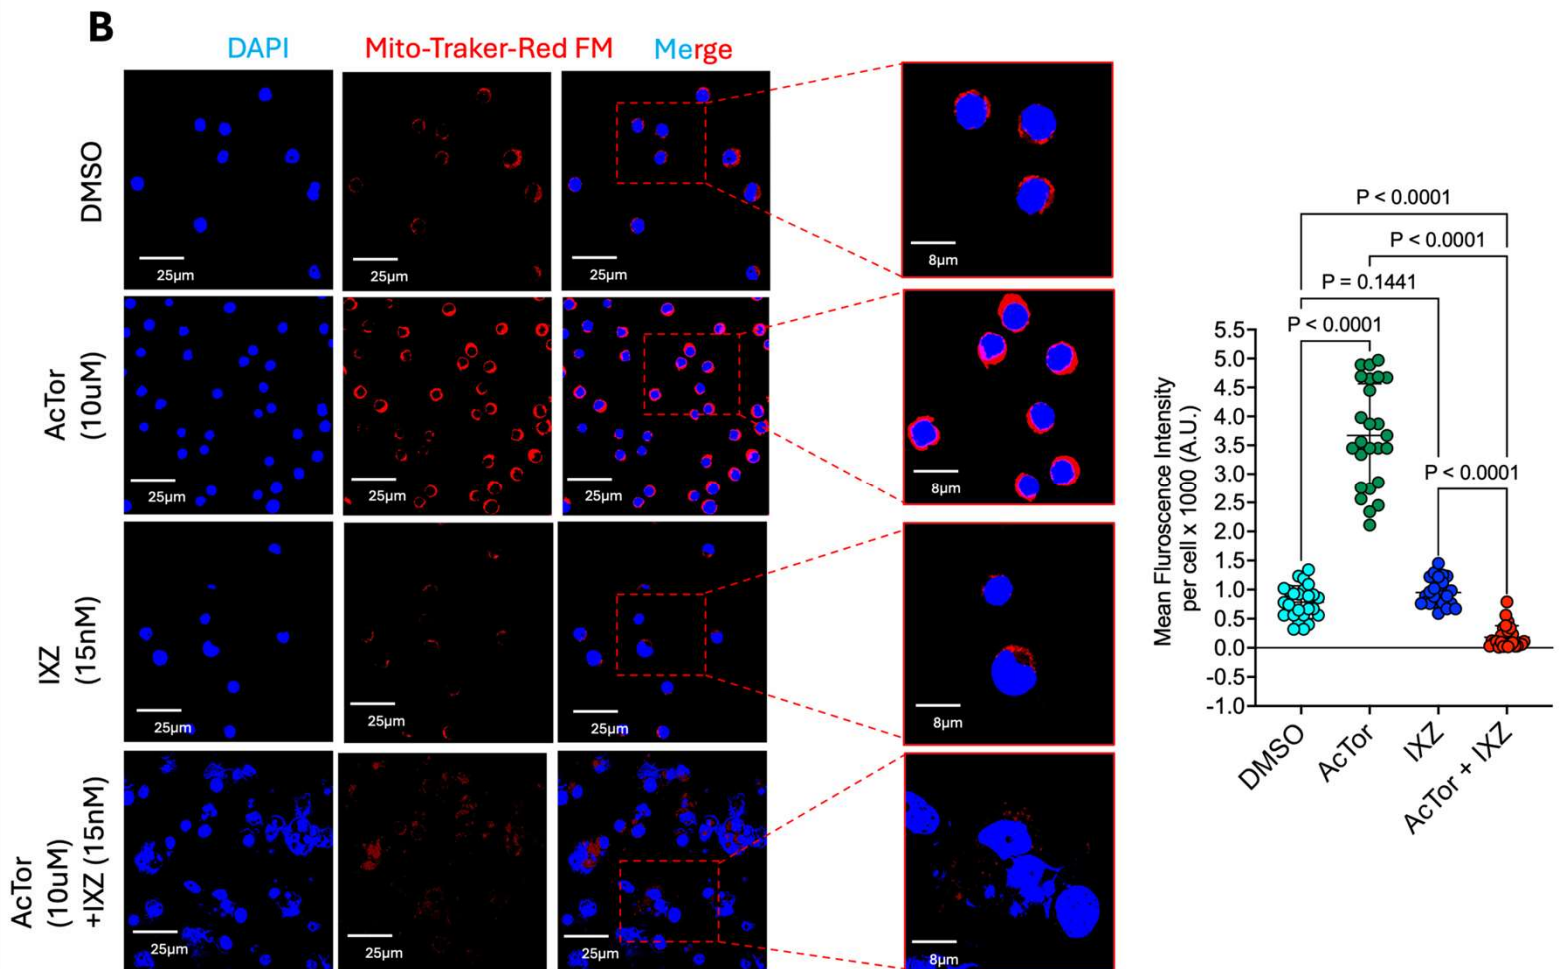 B
DAPI Mito-Traker-Red FM Merge
DMSO
25µm 25µm 25µm 8µm
AcTor
(10uM)
25µm 25µm 25µm 8µm
IXZ
(15nM)
25µm 25µm 25µm 8µm
AcTor
(10uM)
+IXZ (15nM)
25µm 25µm 25µm 8µm
P < 0.0001
P < 0.0001
P = 0.1441
P < 0.0001
P < 0.0001
Mean Fluroscence Intensity
per cell x 1000 (A.U.)
5.5
5.0
4.5
4.0
3.5
3.0
2.5
2.0
1.5
1.0
0.5
0.0
-0.5
-1.0
DMSO
AcTor
IXZ
AcTor + IXZ